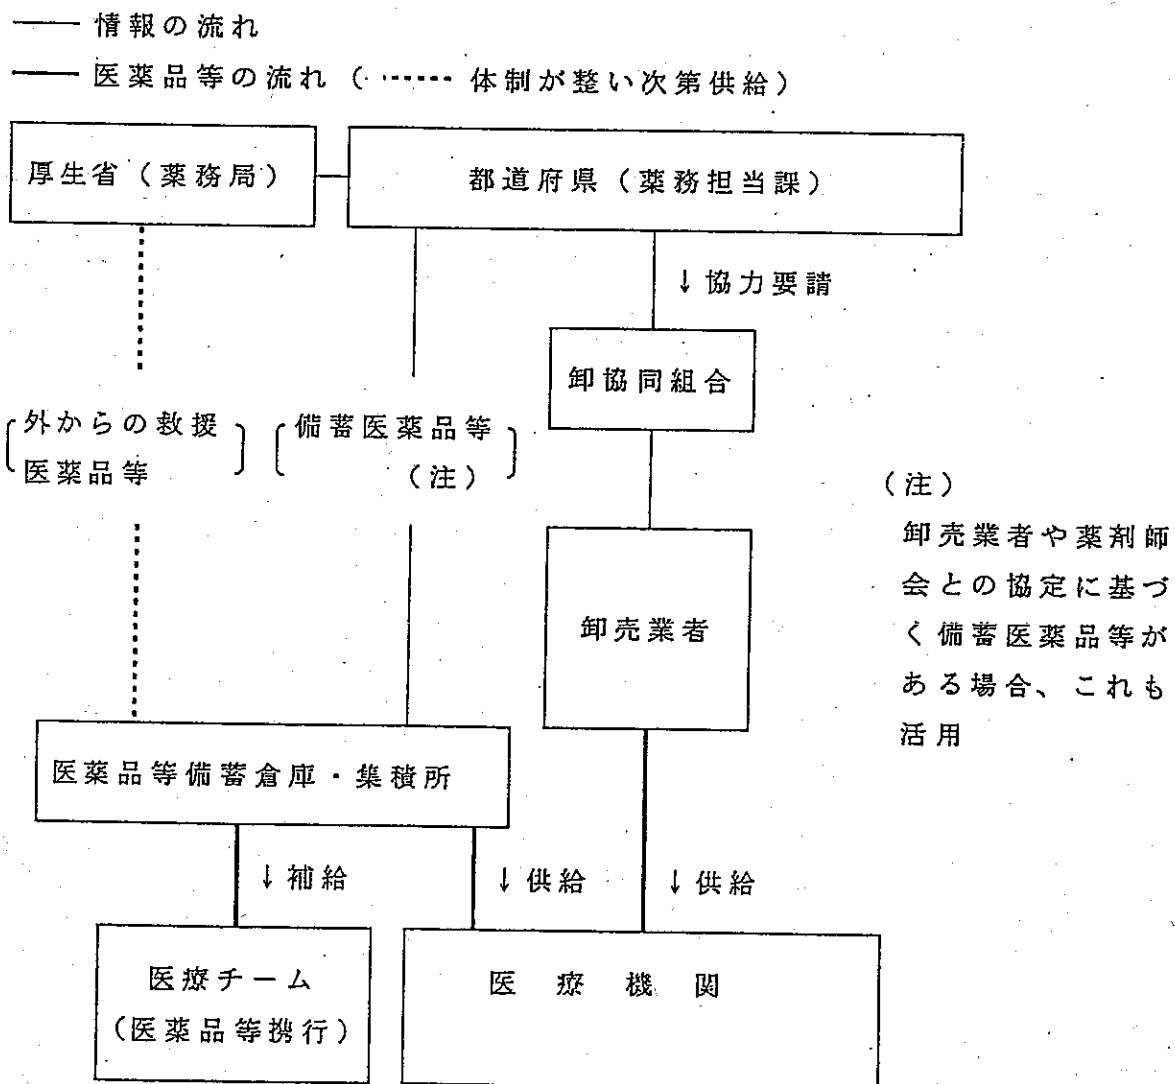 ―― 情報の流れ
―― 医薬品等の流れ（‥‥‥ 体制が整い次第供給）
厚生省（薬務局）
都道府県（薬務担当課）
↓協力要請
卸協同組合
外からの救援
医薬品等
備蓄医薬品等
（注）
（注）
卸売業者や薬剤師
会との協定に基づ
く備蓄医薬品等が
ある場合、これも
活用
卸売業者
医薬品等備蓄倉庫・集積所
↓補給
↓供給
↓供給
医療チーム
（医薬品等携行）
医療機関